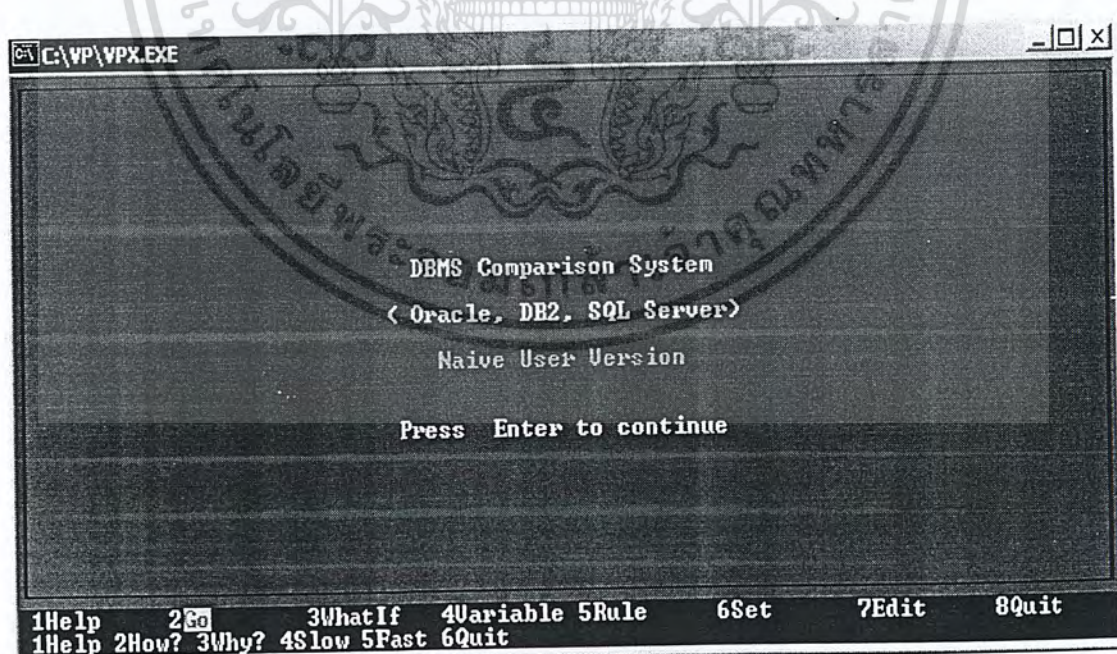 C:\VP\VPX.EXE
DBMS Comparison System
( Oracle, DB2, SQL Server)
Naive User Version
Press Enter to continue
1Help 2Go 3WhatIf 4Variable 5Rule 6Set 7Edit 8Quit
1Help 2How? 3Why? 4Slow 5Fast 6Quit